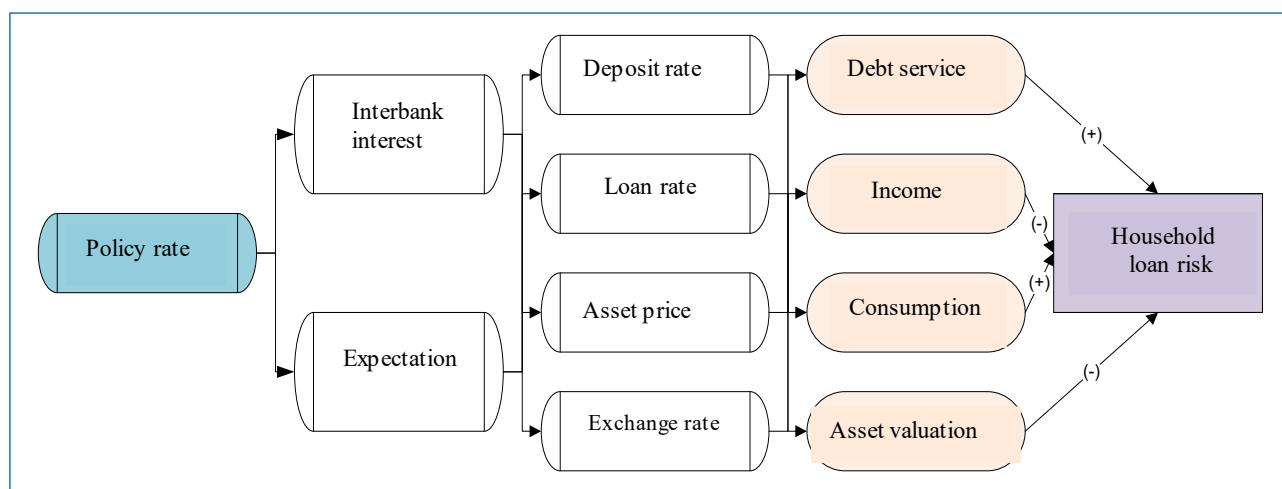 Policy rate
Interbank
interest
Expectation
Deposit rate
Loan rate
Asset price
Exchange rate
Debt service
Income
Consumption
Asset valuation
(+)
(-)
(+)
(-)
Household
loan risk